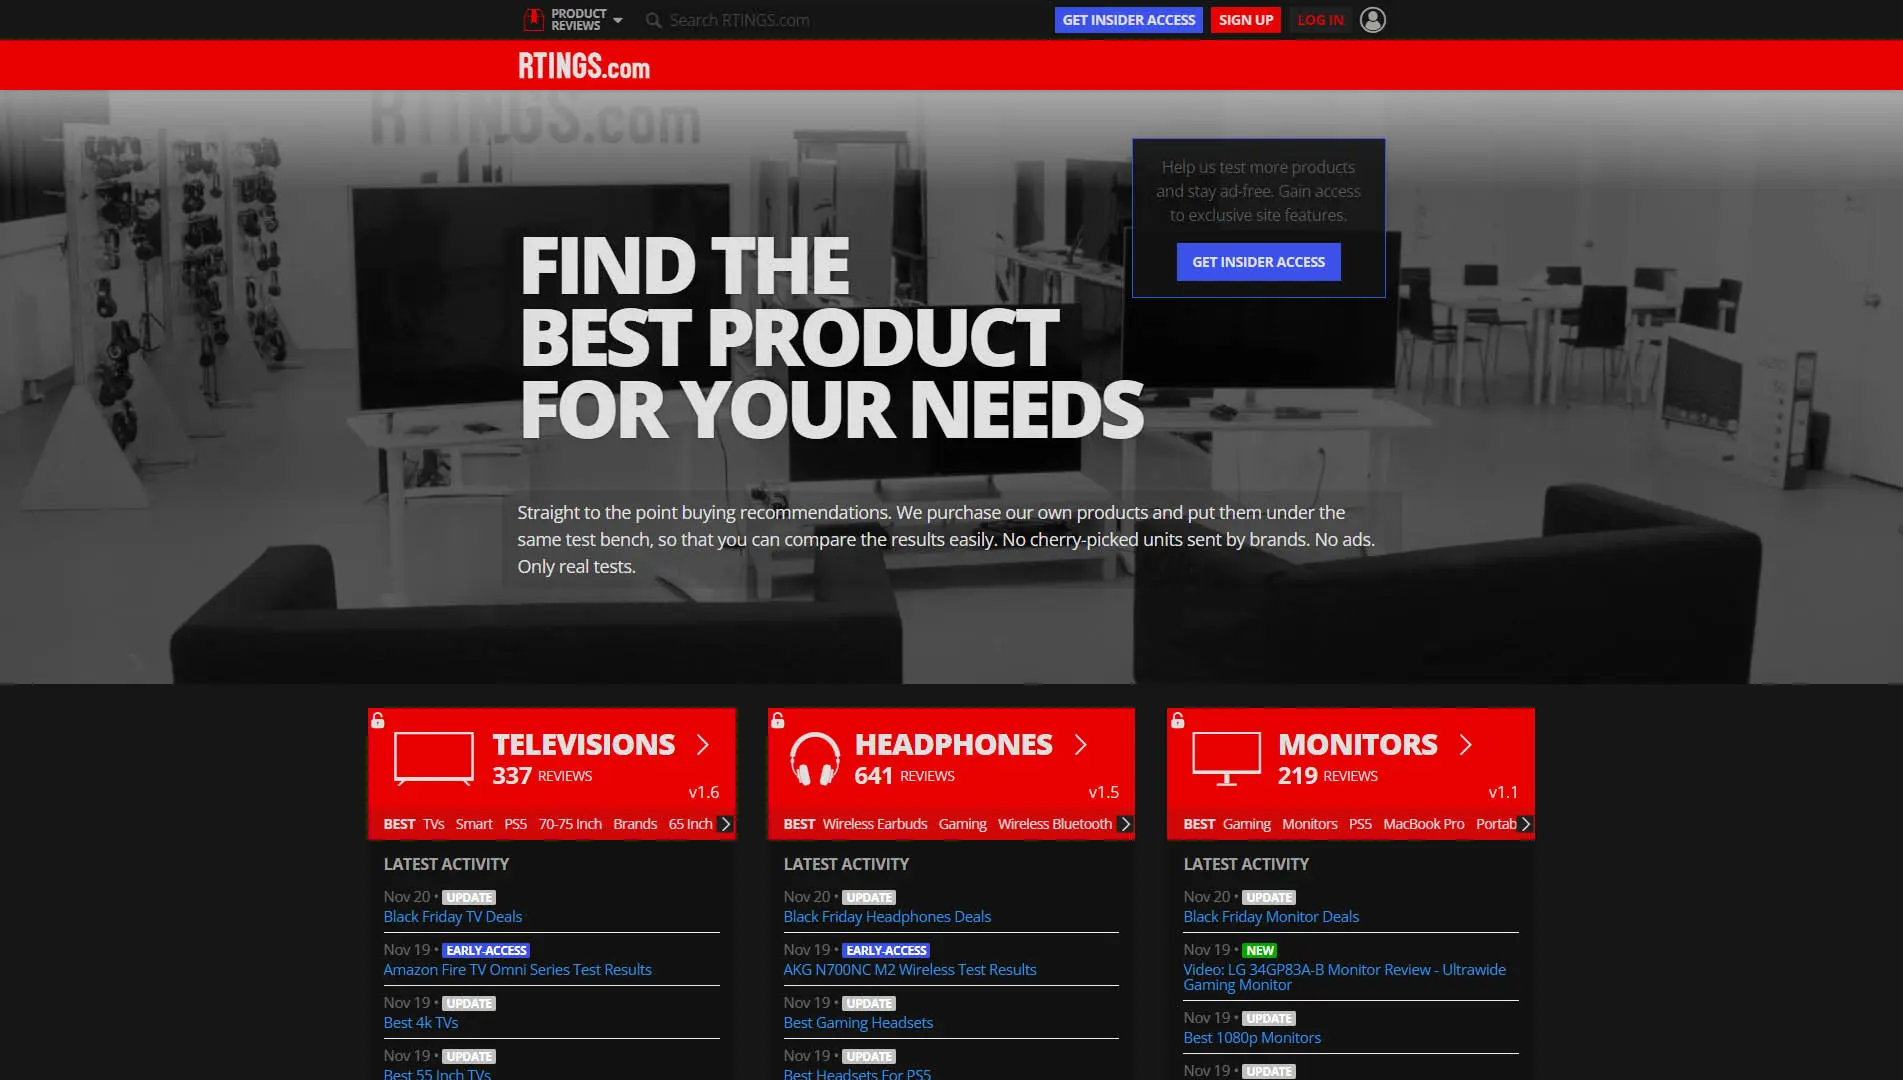 PRODUCT
REVIEWS
Search RTINGS.com
GET INSIDER ACCESS
SIGN UP
LOG IN
RTINGS.com
RTINGS.com
Help us test more products
and stay ad-free. Gain access
to exclusive site features.
GET INSIDER ACCESS
FIND THE
BEST PRODUCT
FOR YOUR NEEDS
Straight to the point buying recommendations. We purchase our own products and put them under the
same test bench, so that you can compare the results easily. No cherry-picked units sent by brands. No ads.
Only real tests.
TELEVISIONS
337 REVIEWS
v1.6
BEST TVs Smart PS5 70-75 Inch Brands 65 Inch
LATEST ACTIVITY
Nov 20 • UPDATE
Black Friday TV Deals
Nov 19 • EARLY-ACCESS
Amazon Fire TV Omni Series Test Results
Nov 19 • UPDATE
Best 4k TVs
Nov 19 • UPDATE
Best 55 Inch TVs
HEADPHONES
641 REVIEWS
v1.5
BEST Wireless Earbuds Gaming Wireless Bluetooth
LATEST ACTIVITY
Nov 20 • UPDATE
Black Friday Headphones Deals
Nov 19 • EARLY-ACCESS
AKG N700NC M2 Wireless Test Results
Nov 19 • UPDATE
Best Gaming Headsets
Nov 19 • UPDATE
Best Headsets For PS5
MONITORS
219 REVIEWS
v1.1
BEST Gaming Monitors PS5 MacBook Pro Portab
LATEST ACTIVITY
Nov 20 • UPDATE
Black Friday Monitor Deals
Nov 19 • NEW
Video: LG 34GP83A-B Monitor Review - Ultrawide
Gaming Monitor
Nov 19 • UPDATE
Best 1080p Monitors
Nov 19 • UPDATE